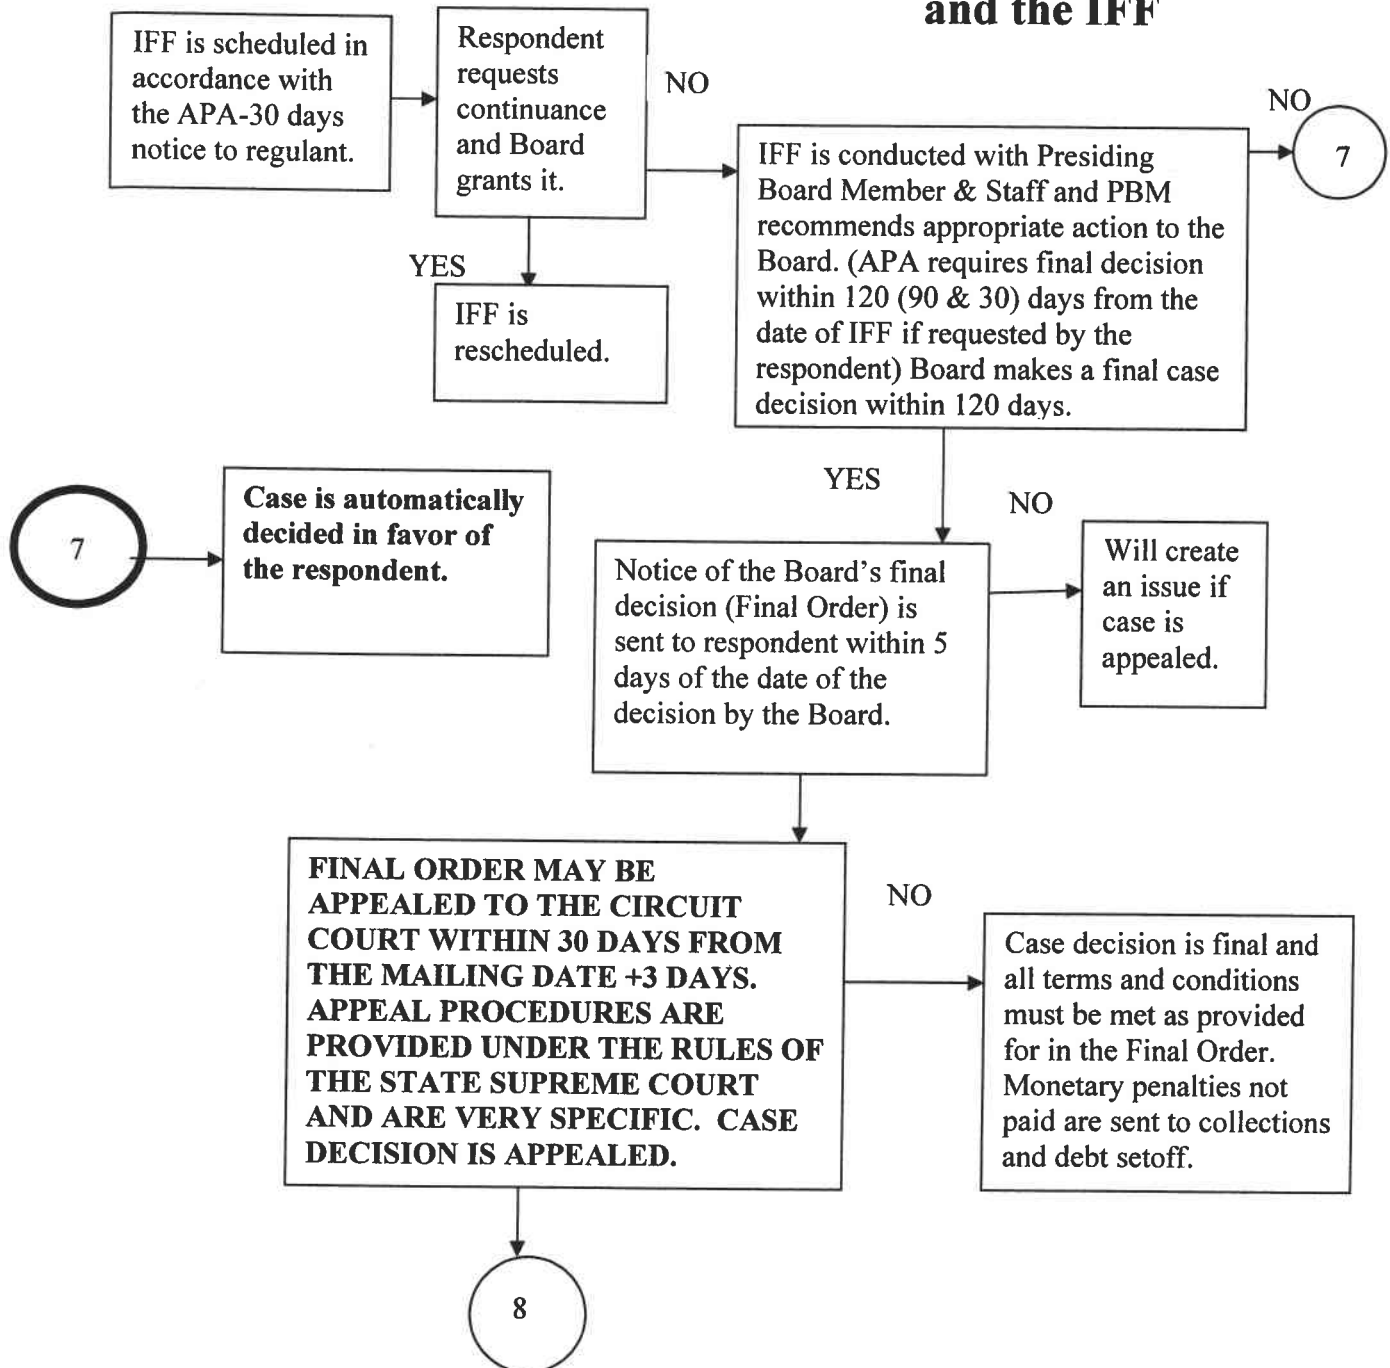 and the IFF
IFF is scheduled in
accordance with
the APA-30 days
notice to regulant.
Respondent
requests
continuance
and Board
grants it.
NO
NO
7
IFF is conducted with Presiding
Board Member & Staff and PBM
recommends appropriate action to the
Board. (APA requires final decision
within 120 (90 & 30) days from the
date of IFF if requested by the
respondent) Board makes a final case
decision within 120 days.
YES
IFF is
rescheduled.
YES
NO
7
Case is automatically
decided in favor of
the respondent.
Notice of the Board's final
decision (Final Order) is
sent to respondent within 5
days of the date of the
decision by the Board.
Will create
an issue if
case is
appealed.
FINAL ORDER MAY BE
APPEALED TO THE CIRCUIT
COURT WITHIN 30 DAYS FROM
THE MAILING DATE +3 DAYS.
APPEAL PROCEDURES ARE
PROVIDED UNDER THE RULES OF
THE STATE SUPREME COURT
AND ARE VERY SPECIFIC. CASE
DECISION IS APPEALED.
NO
Case decision is final and
all terms and conditions
must be met as provided
for in the Final Order.
Monetary penalties not
paid are sent to collections
and debt setoff.
8